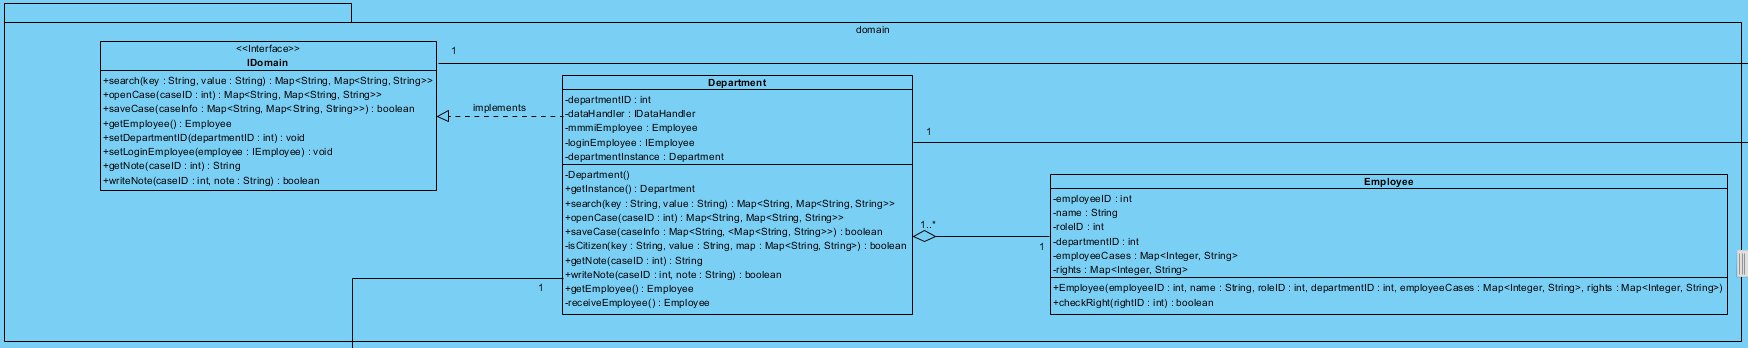 domain
<<Interface>>
IDomain
+search(key : String, value : String) : Map<String, Map<String, String>>
+openCase(caseID : int) : Map<String, Map<String, String>>
+saveCase(caseInfo : Map<String, Map<String, String>>) : boolean
+getEmployee() : Employee
+setDepartmentID(departmentID : int) : void
+setLoginEmployee(employee : IEmployee) : void
+getNote(caseID : int) : String
+writeNote(caseID : int, note : String) : boolean
1
implements
Department
-departmentID : int
-dataHandler : IDataHandler
-mmmiEmployee : Employee
-loginEmployee : IEmployee
-departmentInstance : Department
-Department()
+getInstance() : Department
+search(key : String, value : String) : Map<String, Map<String, String>>
+openCase(caseID : int) : Map<String, Map<String, String>>
+saveCase(caseInfo : Map<String, <Map<String, String>>) : boolean
-isCitizen(key : String, value : String, map : Map<String, String>) : boolean
+getNote(caseID : int) : String
+writeNote(caseID : int, note : String) : boolean
+getEmployee() : Employee
-receiveEmployee() : Employee
1
1
1..*
1
Employee
-employeeID : int
-name : String
-roleID : int
-departmentID : int
-employeeCases : Map<Integer, String>
-rights : Map<Integer, String>
+Employee(employeeID : int, name : String, roleID : int, departmentID : int, employeeCases : Map<Integer, String>, rights : Map<Integer, String>)
+checkRight(rightID : int) : boolean